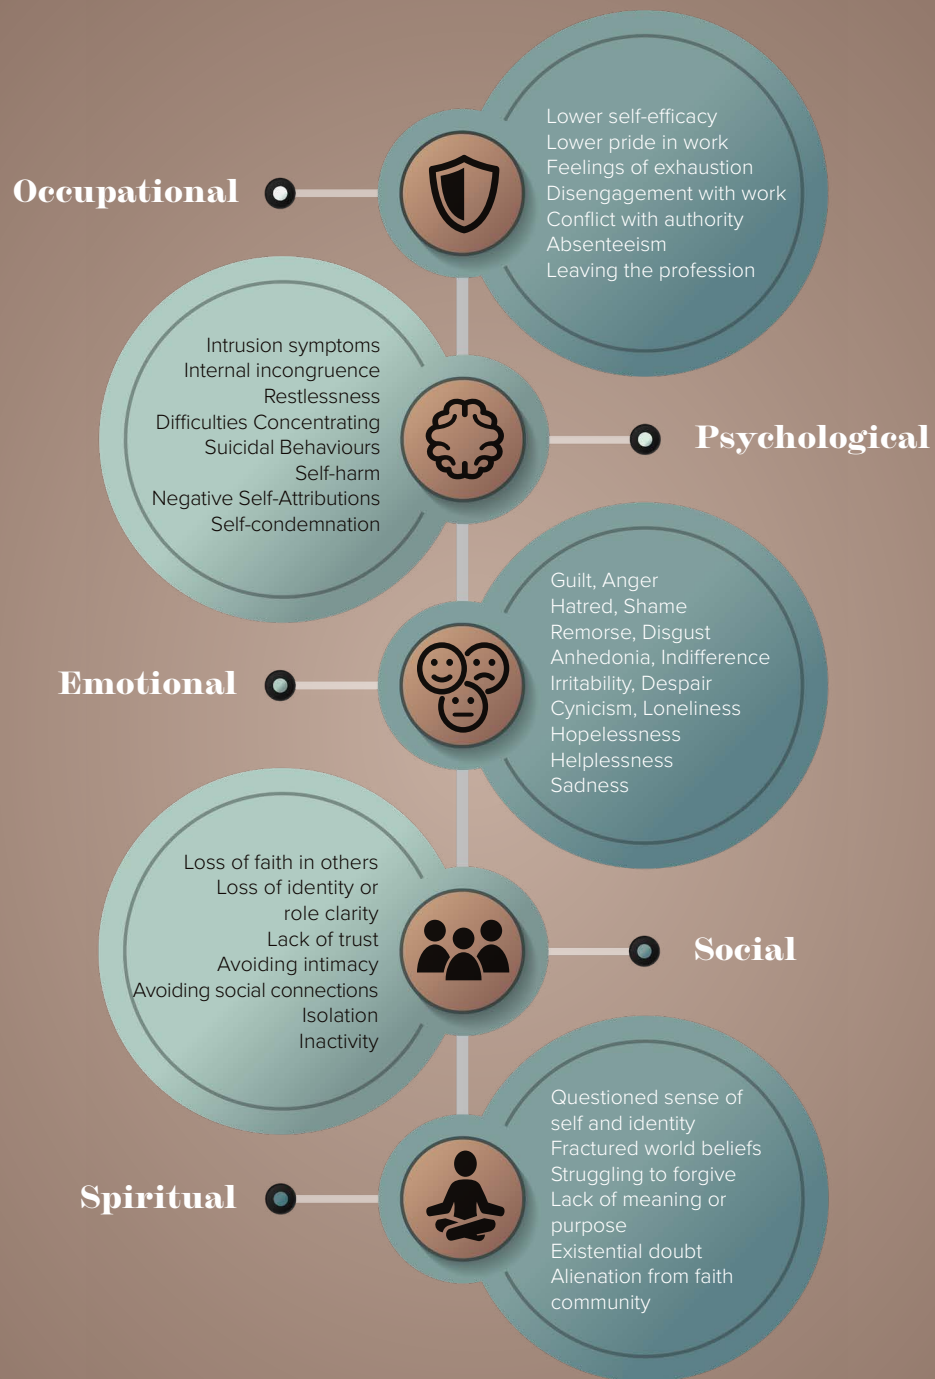 Occupational
Lower self-efficacy
Lower pride in work
Feelings of exhaustion
Disengagement with work
Conflict with authority
Absenteeism
Leaving the profession
Psychological
Intrusion symptoms
Internal incongruence
Restlessness
Difficulties Concentrating
Suicidal Behaviours
Self-harm
Negative Self-Attributions
Self-condemnation
Emotional
Guilt, Anger
Hatred, Shame
Remorse, Disgust
Anhedonia, Indifference
Irritability, Despair
Cynicism, Loneliness
Hopelessness
Helplessness
Sadness
Social
Loss of faith in others
Loss of identity or
role clarity
Lack of trust
Avoiding intimacy
Avoiding social connections
Isolation
Inactivity
Spiritual
Questioned sense of
self and identity
Fractured world beliefs
Struggling to forgive
Lack of meaning or
purpose
Existential doubt
Alienation from faith
community